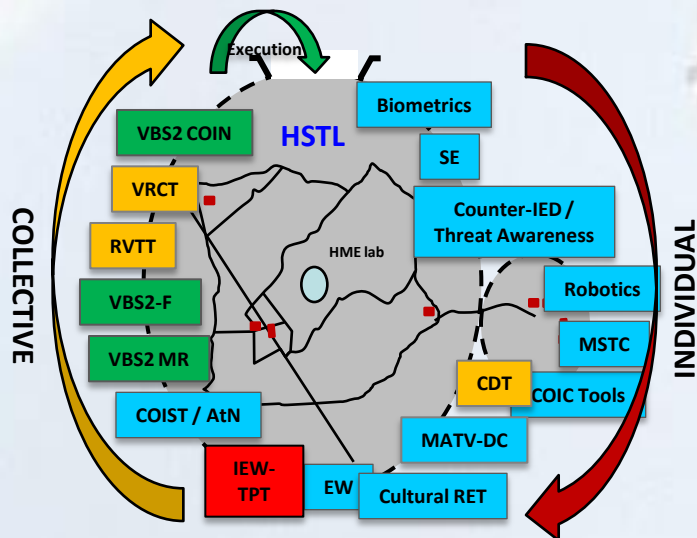 Execution
HSTL
Biometrics
VBS2 COIN
SE
VRCT
Counter-IED /
Threat Awareness
RVTT
HME lab
Robotics
VBS2-F
VBS2 MR
MSTC
CDT
COIC Tools
COIST / AtN
MATV-DC
IEW-
TPT
EW
Cultural RET
COLLECTIVE
INDIVIDUAL